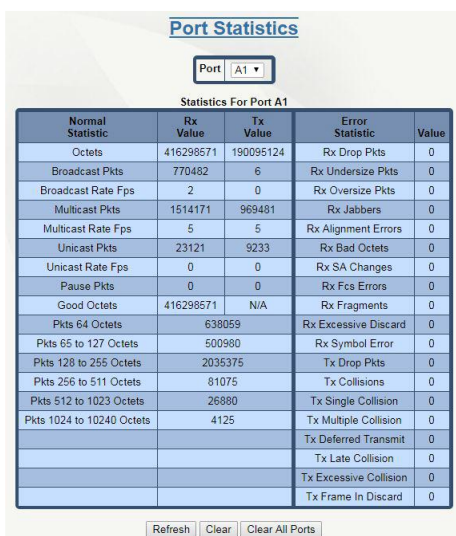 Port Statistics
Port A1
Statistics For Port A1
Normal Statistic Rx Value Tx Value Error Statistic Value
Octets 416298571 190095124 Rx Drop Pkts 0
Broadcast Pkts 770482 6 Rx Undersize Pkts 0
Broadcast Rate Fps 2 0 Rx Oversize Pkts 0
Multicast Pkts 1514171 969481 Rx Jabbers 0
Multicast Rate Fps 5 5 Rx Alignment Errors 0
Unicast Pkts 23121 9233 Rx Bad Octets 0
Unicast Rate Fps 0 0 Rx SA Changes 0
Pause Pkts 0 0 Rx Fcs Errors 0
Good Octets 416298571 N/A Rx Fragments 0
Pkts 64 Octets 638059 Rx Excessive Discard 0
Pkts 65 to 127 Octets 500980 Rx Symbol Error 0
Pkts 128 to 255 Octets 2035375 Tx Drop Pkts 0
Pkts 256 to 511 Octets 81075 Tx Collisions 0
Pkts 512 to 1023 Octets 26880 Tx Single Collision 0
Pkts 1024 to 10240 Octets 4125 Tx Multiple Collision 0
Tx Deferred Transmit 0
Tx Late Collision 0
Tx Excessive Collision 0
Tx Frame In Discard 0
Refresh Clear Clear All Ports